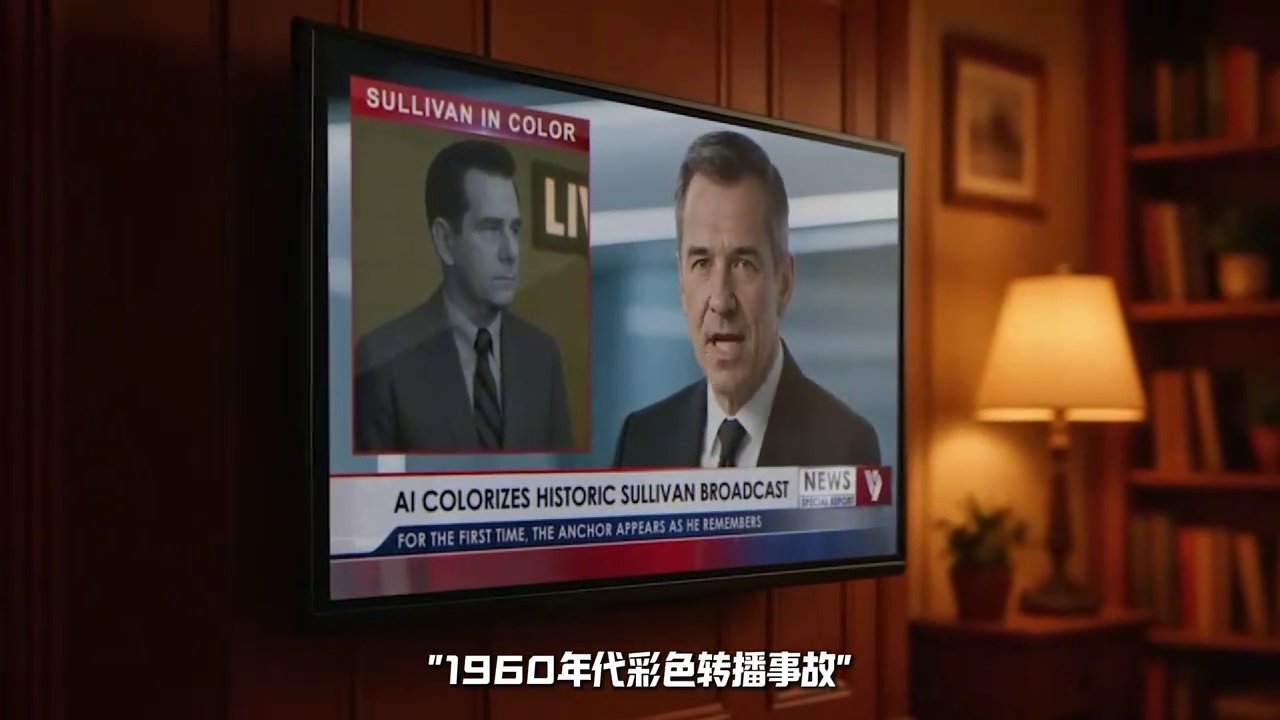 SULLIVAN IN COLOR
LIV
AI COLORIZES HISTORIC SULLIVAN BROADCAST
NEWS
SPECIAL REPORT
FOR THE FIRST TIME, THE ANCHOR APPEARS AS HE REMEMBERS
"1960年代彩色转播事故"